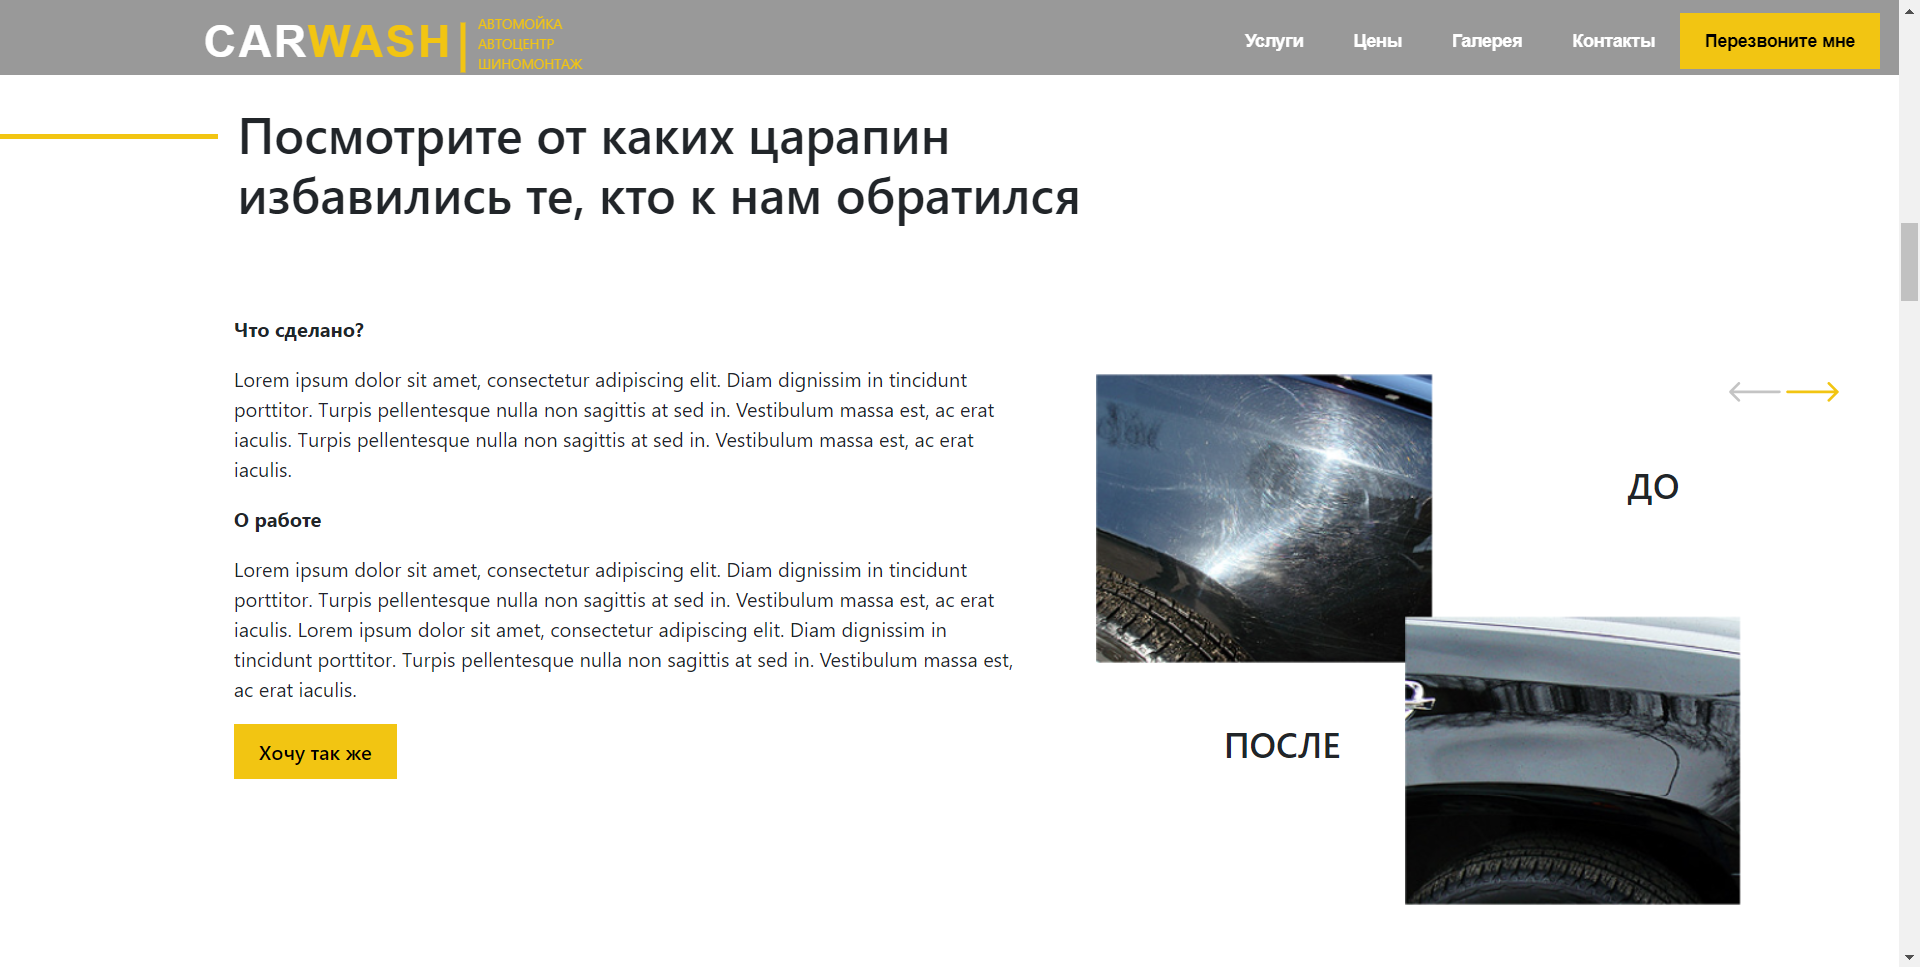 CARWASH
АВТОМОЙКА
АВТОЦЕНТР
ШИНОМОНТАЖ
Услуги
Цены
Галерея
Контакты
Перезвоните мне
Посмотрите от каких царапин
избавились те, кто к нам обратился
Что сделано?
Lorem ipsum dolor sit amet, consectetur adipiscing elit. Diam dignissim in tincidunt
porttitor. Turpis pellentesque nulla non sagittis at sed in. Vestibulum massa est, ac erat
iaculis. Turpis pellentesque nulla non sagittis at sed in. Vestibulum massa est, ac erat
iaculis.
О работе
Lorem ipsum dolor sit amet, consectetur adipiscing elit. Diam dignissim in tincidunt
porttitor. Turpis pellentesque nulla non sagittis at sed in. Vestibulum massa est, ac erat
iaculis. Lorem ipsum dolor sit amet, consectetur adipiscing elit. Diam dignissim in
tincidunt porttitor. Turpis pellentesque nulla non sagittis at sed in. Vestibulum massa est,
ac erat iaculis.
Хочу так же
ДО
ПОСЛЕ